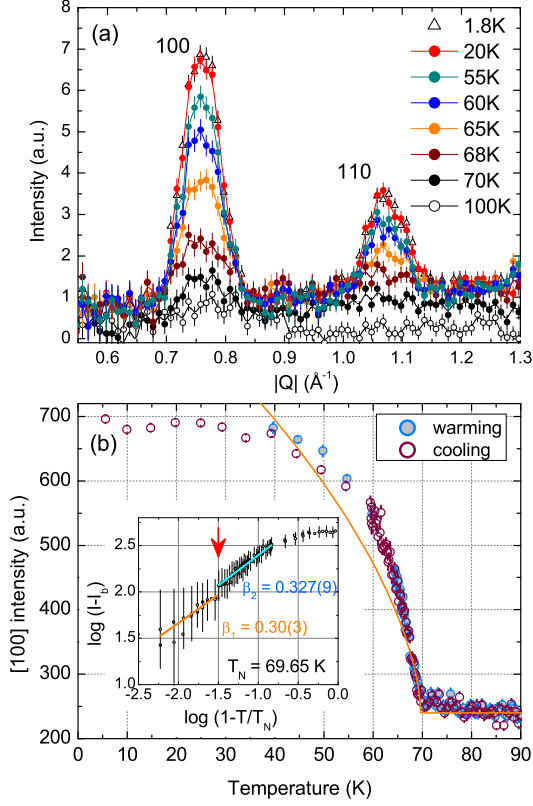 (a)
100
110
1.8K
20K
55K
60K
65K
68K
70K
100K
8
7
6
5
4
3
2
1
0
Intensity (a.u.)
0.6 0.7 0.8 0.9 1.0 1.1 1.2 1.3
|Q| (Å⁻¹)
(b)
warming
cooling
700
650
600
550
500
450
400
350
300
250
200
[100] intensity (a.u.)
2.5
2.0
1.5
1.0
log (I-I_b)
β₂ = 0.327(9)
β₁ = 0.30(3)
T_N = 69.65 K
-2.5 -2.0 -1.5 -1.0 -0.5 0.0
log (1-T/T_N)
0 10 20 30 40 50 60 70 80 90
Temperature (K)